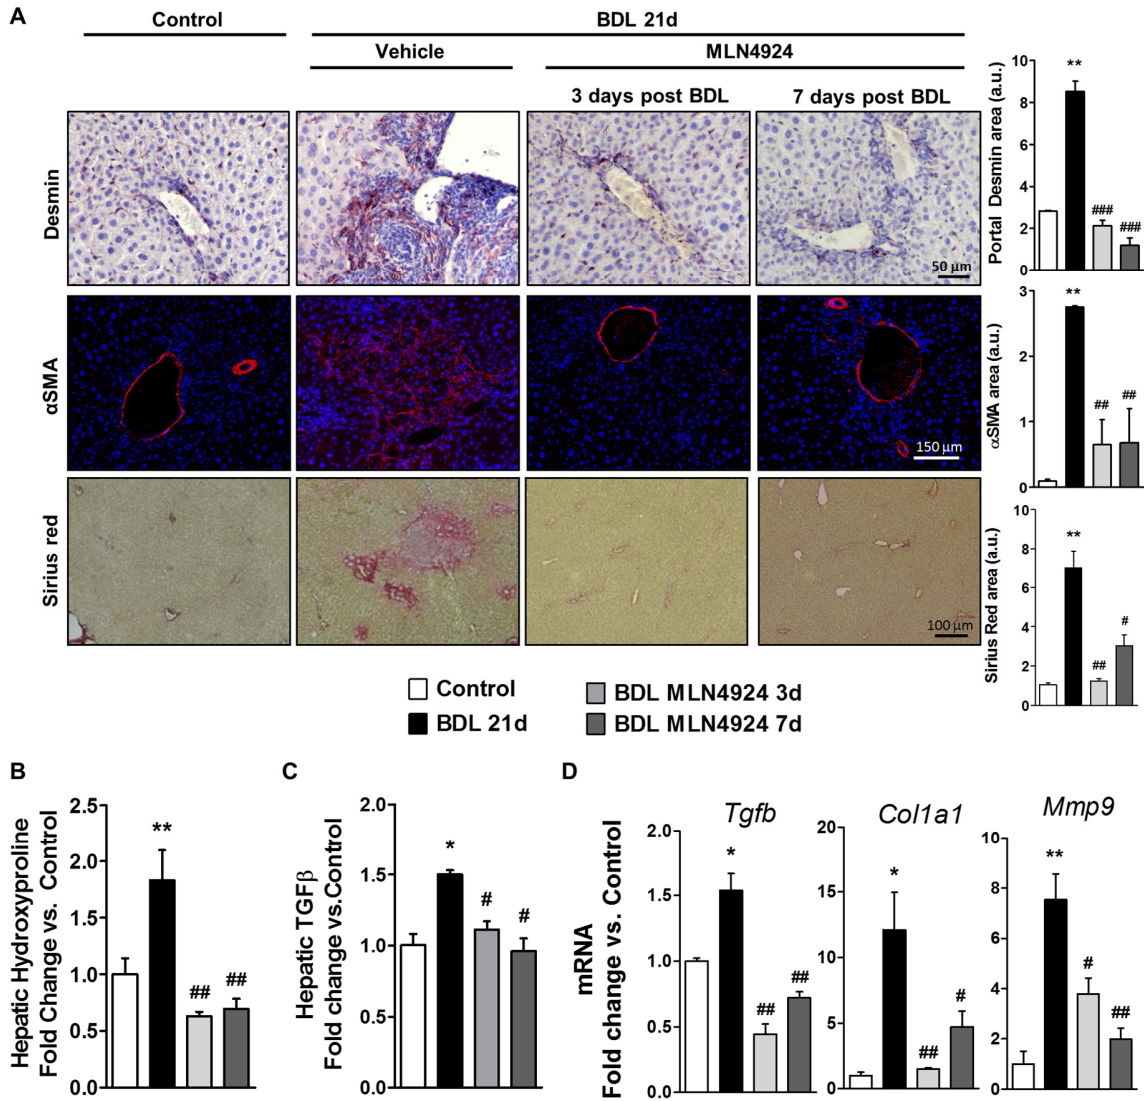 A
Control
BDL 21d
Vehicle
MLN4924
3 days post BDL
7 days post BDL
Desmin
50 µm
Portal Desmin area (a.u.)
10
8
6
4
2
0
**
###
###
αSMA
150 µm
αSMA area (a.u.)
3
2
1
0
**
##
##
Sirius red
100 µm
Sirius Red area (a.u.)
10
8
6
4
2
0
**
##
#
Control
BDL 21d
BDL MLN4924 3d
BDL MLN4924 7d
B
Hepatic Hydroxyproline
Fold Change vs. Control
2.5
2.0
1.5
1.0
0.5
0.0
**
##
##
C
Hepatic TGFβ
Fold change vs.Control
2.0
1.5
1.0
0.5
0.0
*
#
#
D
mRNA
Fold change vs. Control
Tgfb
2.0
1.5
1.0
0.5
0.0
*
##
##
Col1a1
20
15
10
5
0
*
##
#
Mmp9
8
6
4
2
0
**
#
##